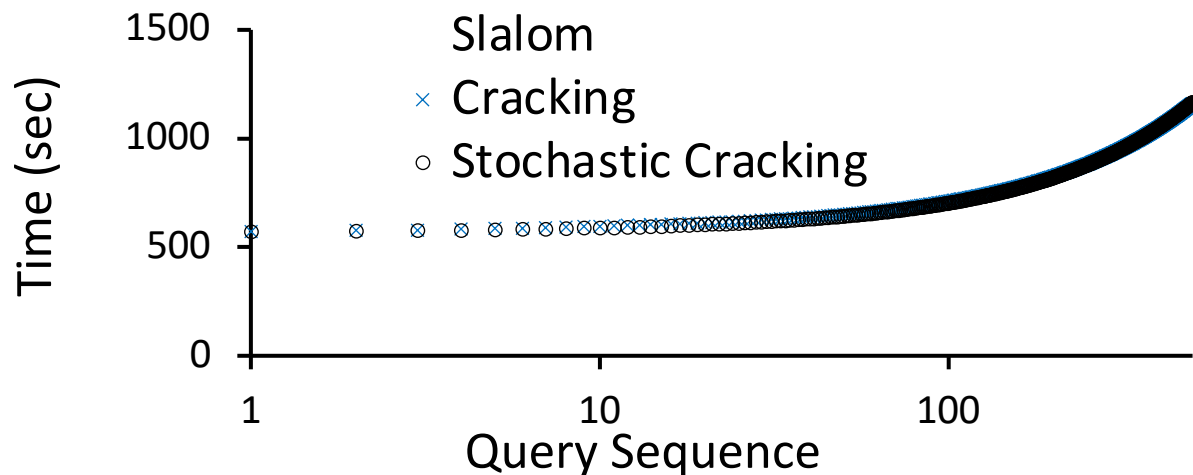 1500
1000
500
0
Time (sec)
Slalom
Cracking
Stochastic Cracking
1
10
100
Query Sequence